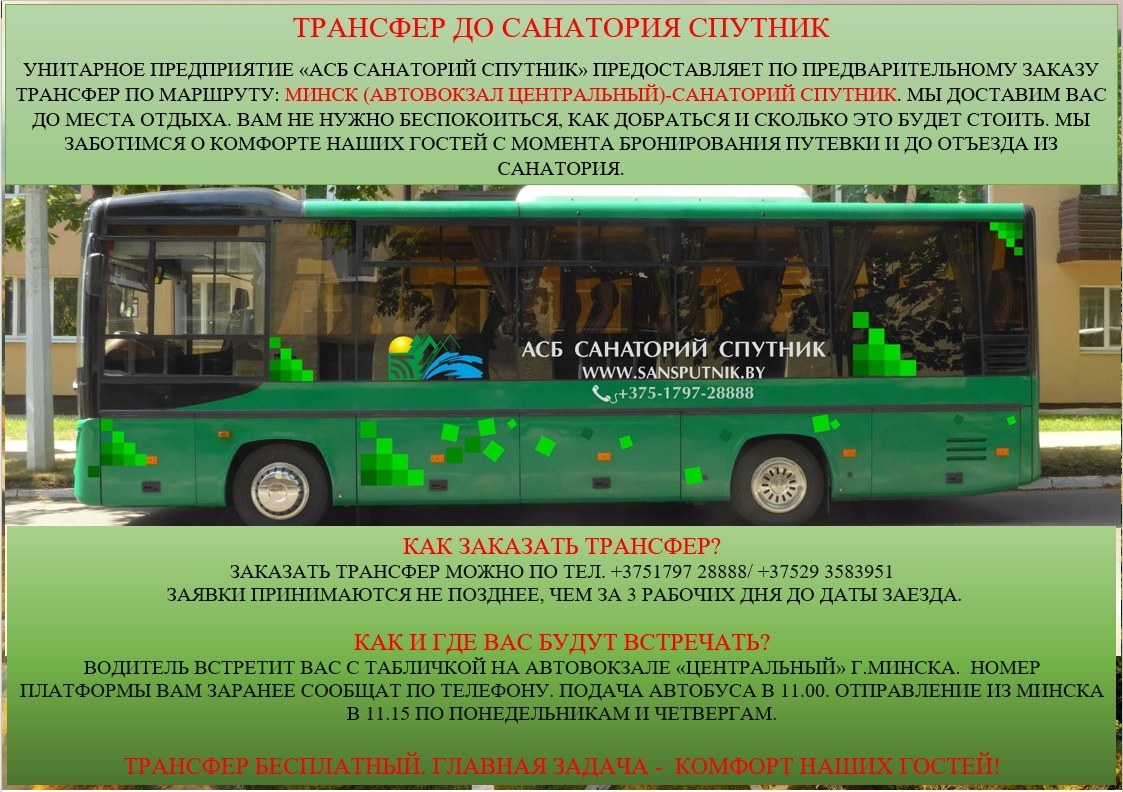 ТРАНСФЕР ДО САНАТОРИЯ СПУТНИК
УНИТАРНОЕ ПРЕДПРИЯТИЕ «АСБ САНАТОРИЙ СПУТНИК» ПРЕДОСТАВЛЯЕТ ПО ПРЕДВАРИТЕЛЬНОМУ ЗАКАЗУ
ТРАНСФЕР ПО МАРШРУТУ: МИНСК (АВТОВОКЗАЛ ЦЕНТРАЛЬНЫЙ)-САНАТОРИЙ СПУТНИК. МЫ ДОСТАВИМ ВАС
ДО МЕСТА ОТДЫХА. ВАМ НЕ НУЖНО БЕСПОКОИТЬСЯ, КАК ДОБРАТЬСЯ И СКОЛЬКО ЭТО БУДЕТ СТОИТЬ. МЫ
ЗАБОТИМСЯ О КОМФОРТЕ НАШИХ ГОСТЕЙ С МОМЕНТА БРОНИРОВАНИЯ ПУТЕВКИ И ДО ОТЪЕЗДА ИЗ
САНАТОРИЯ.
АСБ САНАТОРИЙ СПУТНИК
WWW.SANSPUTNIK.BY
+375-1797-28888
КАК ЗАКАЗАТЬ ТРАНСФЕР?
ЗАКАЗАТЬ ТРАНСФЕР МОЖНО ПО ТЕЛ. +3751797 28888/ +37529 3583951
ЗАЯВКИ ПРИНИМАЮТСЯ НЕ ПОЗДНЕЕ, ЧЕМ ЗА 3 РАБОЧИХ ДНЯ ДО ДАТЫ ЗАЕЗДА.
КАК И ГДЕ ВАС БУДУТ ВСТРЕЧАТЬ?
ВОДИТЕЛЬ ВСТРЕТИТ ВАС С ТАБЛИЧКОЙ НА АВТОВОКЗАЛЕ «ЦЕНТРАЛЬНЫЙ» Г.МИНСКА. НОМЕР
ПЛАТФОРМЫ ВАМ ЗАРАНЕЕ СООБЩАТ ПО ТЕЛЕФОНУ. ПОДАЧА АВТОБУСА В 11.00. ОТПРАВЛЕНИЕ ИЗ МИНСКА
В 11.15 ПО ПОНЕДЕЛЬНИКАМ И ЧЕТВЕРГАМ.
ТРАНСФЕР БЕСПЛАТНЫЙ. ГЛАВНАЯ ЗАДАЧА - КОМФОРТ НАШИХ ГОСТЕЙ!